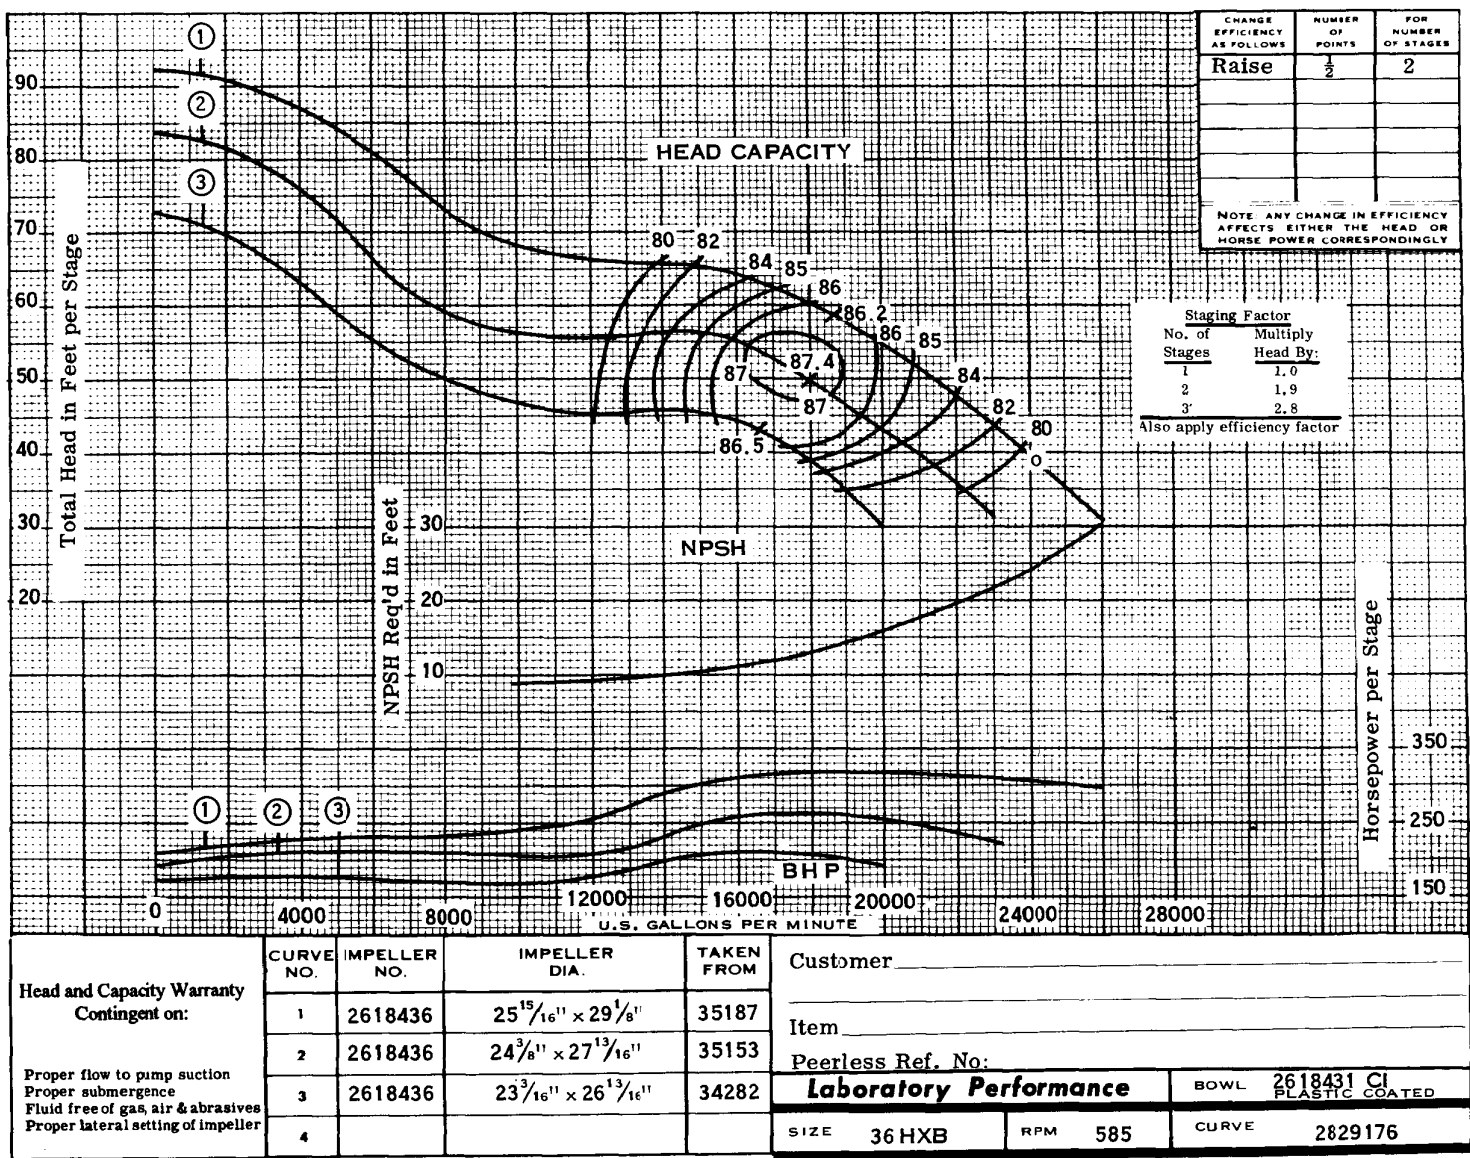 CHANGE EFFICIENCY AS FOLLOWS
NUMBER OF POINTS
FOR NUMBER OF STAGES
Raise 1/2 2
NOTE: ANY CHANGE IN EFFICIENCY
AFFECTS EITHER THE HEAD OR
HORSE POWER CORRESPONDINGLY
HEAD CAPACITY
Total Head in Feet per Stage
90
80
70
60
50
40
30
20
①
②
③
80 82 84 85 86 86.2 86 85 84 82 80
87.4
87
87
86.5
Staging Factor
No. of Multiply
Stages Head By:
1 1.0
2 1.9
3 2.8
Also apply efficiency factor
NPSH Req'd in Feet
30
20
10
NPSH
Horsepower per Stage
350
250
150
① ② ③
BHP
0 4000 8000 12000 16000 20000 24000 28000
U.S. GALLONS PER MINUTE
Head and Capacity Warranty
Contingent on:
Proper flow to pump suction
Proper submergence
Fluid free of gas, air & abrasives
Proper lateral setting of impeller
CURVE NO.
IMPELLER NO.
IMPELLER DIA.
TAKEN FROM
1 2618436 25 15/16" x 29 1/8" 35187
2 2618436 24 3/8" x 27 13/16" 35153
3 2618436 23 3/16" x 26 13/16" 34282
4
Customer
Item
Peerless Ref. No:
Laboratory Performance
BOWL 2618431 CI
PLASTIC COATED
SIZE 36 HXB
RPM 585
CURVE 2829176